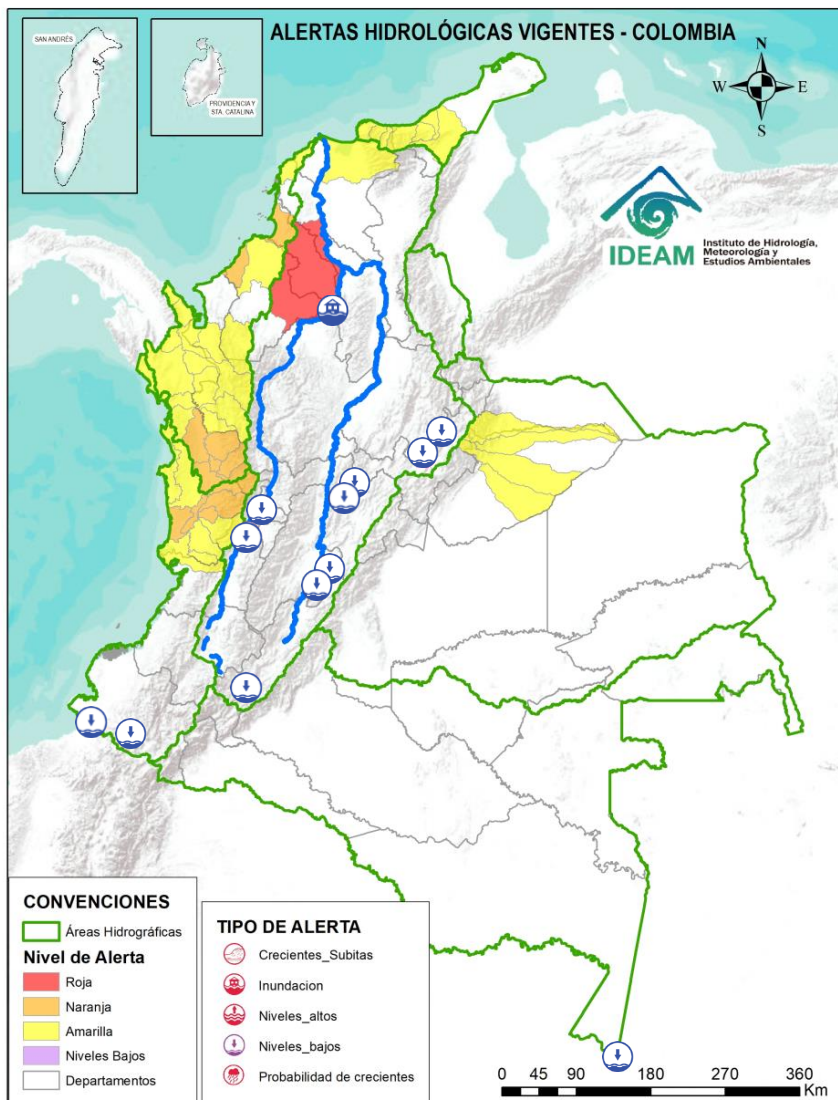 ALERTAS HIDROLÓGICAS VIGENTES - COLOMBIA
SAN ANDRÉS
PROVIDENCIA Y
STA. CATALINA
N
W
E
S
IDEAM
Instituto de Hidrología,
Meteorología y
Estudios Ambientales
CONVENCIONES
Áreas Hidrográficas
Nivel de Alerta
Roja
Naranja
Amarilla
Niveles Bajos
Departamentos
TIPO DE ALERTA
Crecientes_Subitas
Inundacion
Niveles_altos
Niveles_bajos
Probabilidad de crecientes
0 45 90 180 270 360
Km